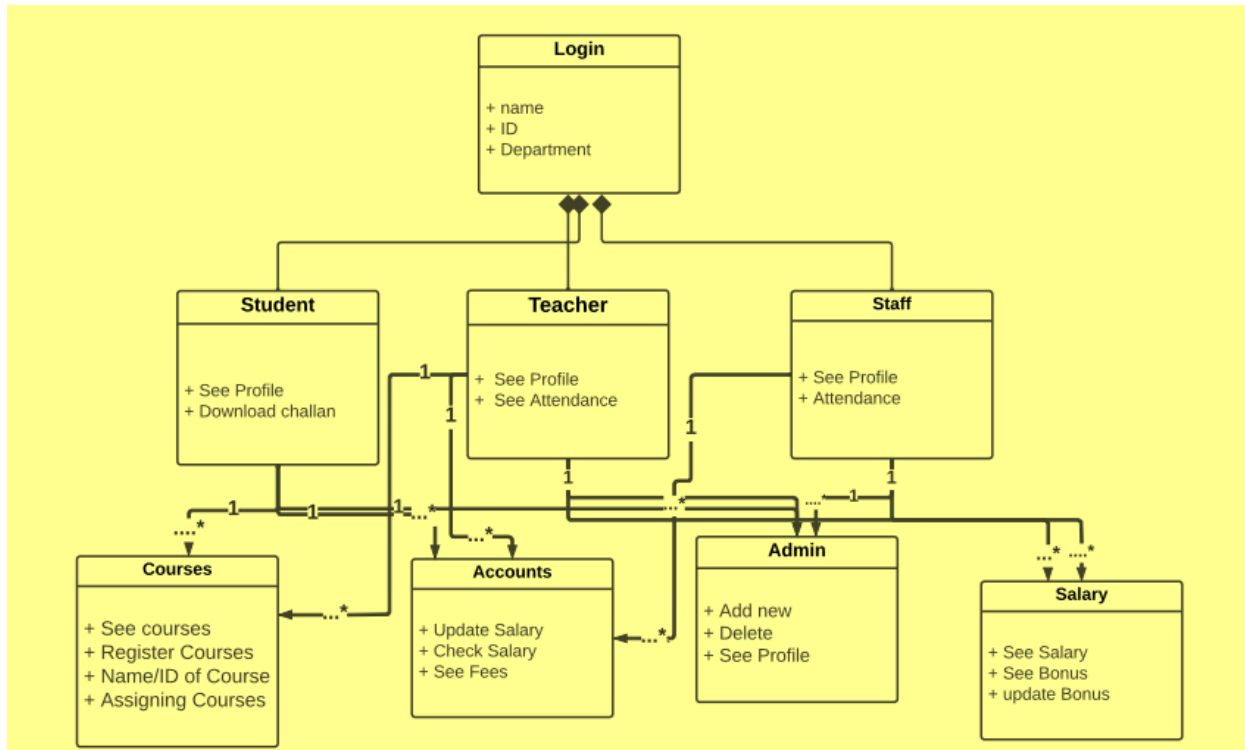 Login
+ name
+ ID
+ Department
Student
+ See Profile
+ Download challan
Teacher
+ See Profile
+ See Attendance
Staff
+ See Profile
+ Attendance
1
1
1
1
1
1
1
1
1
....*
...*
...*
...*
....*
...*
...*
....*
...*
...*
Courses
+ See courses
+ Register Courses
+ Name/ID of Course
+ Assigning Courses
Accounts
+ Update Salary
+ Check Salary
+ See Fees
Admin
+ Add new
+ Delete
+ See Profile
Salary
+ See Salary
+ See Bonus
+ update Bonus